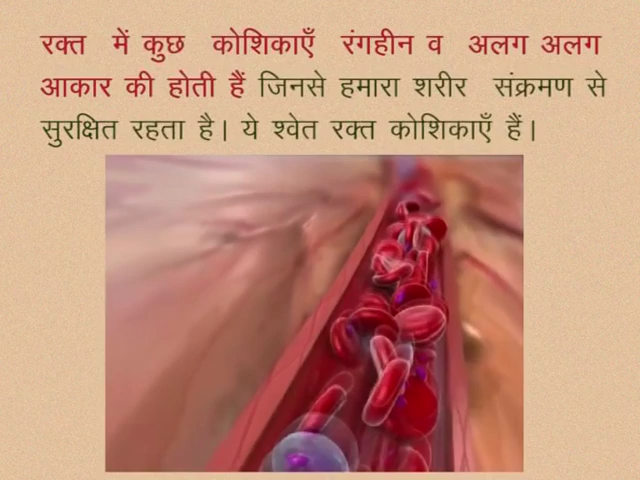 रक्त में कुछ कोशिकाएँ रंगहीन व अलग अलग
आकार की होती हैं जिनसे हमारा शरीर संक्रमण से
सुरक्षित रहता है। ये श्वेत रक्त कोशिकाएँ हैं।